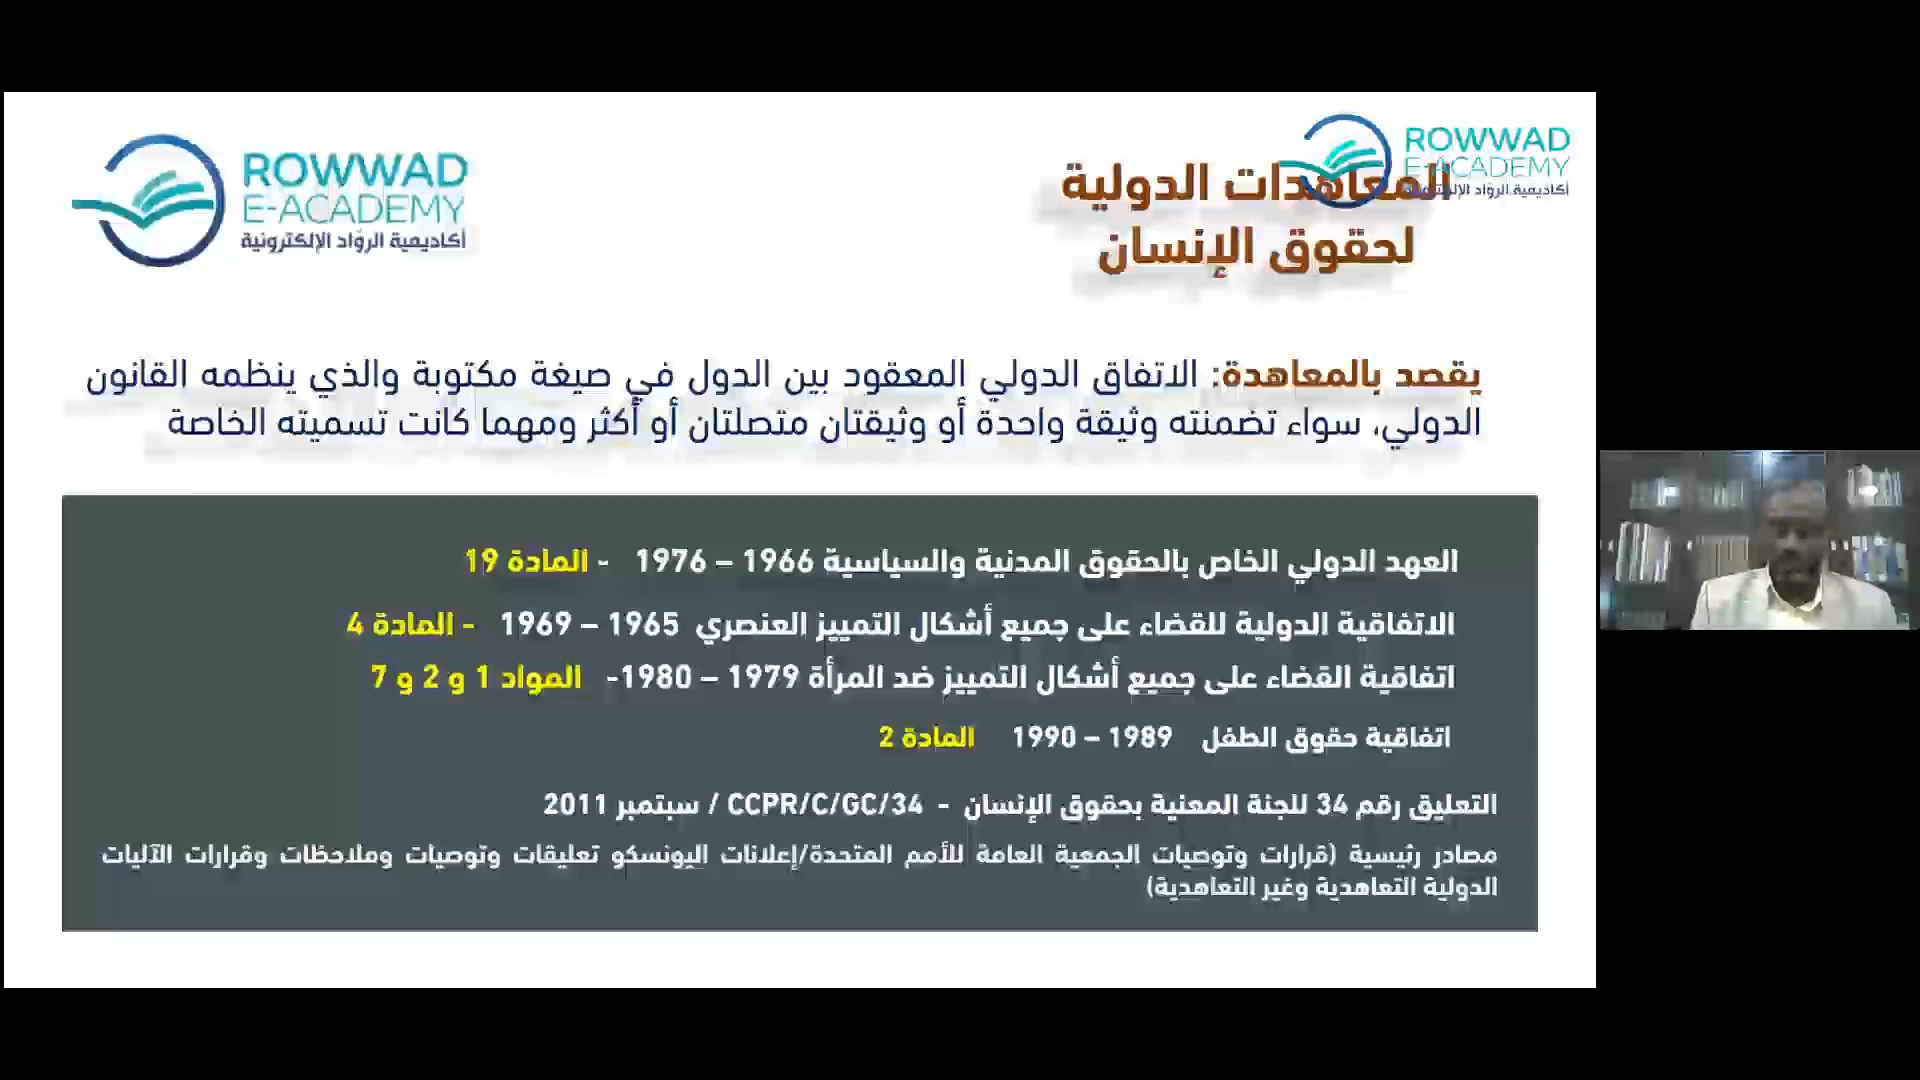 ROWWAD
E-ACADEMY
أكاديمية الروّاد الإلكترونية
ROWWAD
E-ACADEMY
أكاديمية الروّاد الإلكترونية
المعاهدات الدولية
لحقوق الإنسان
يقصد بالمعاهدة: الاتفاق الدولي المعقود بين الدول في صيغة مكتوبة والذي ينظمه القانون
الدولي، سواء تضمنته وثيقة واحدة أو وثيقتان متصلتان أو أكثر ومهما كانت تسميته الخاصة
العهد الدولي الخاص بالحقوق المدنية والسياسية 1966 – 1976 - المادة 19
الاتفاقية الدولية للقضاء على جميع أشكال التمييز العنصري 1965 – 1969 - المادة 4
اتفاقية القضاء على جميع أشكال التمييز ضد المرأة 1979 – 1980- المواد 1 و 2 و 7
اتفاقية حقوق الطفل 1989 – 1990 المادة 2
التعليق رقم 34 للجنة المعنية بحقوق الإنسان - CCPR/C/GC/34 / سبتمبر 2011
مصادر رئيسية (قرارات وتوصيات الجمعية العامة للأمم المتحدة/إعلانات اليونسكو تعليقات وتوصيات وملاحظات وقرارات الآليات
الدولية التعاهدية وغير التعاهدية)